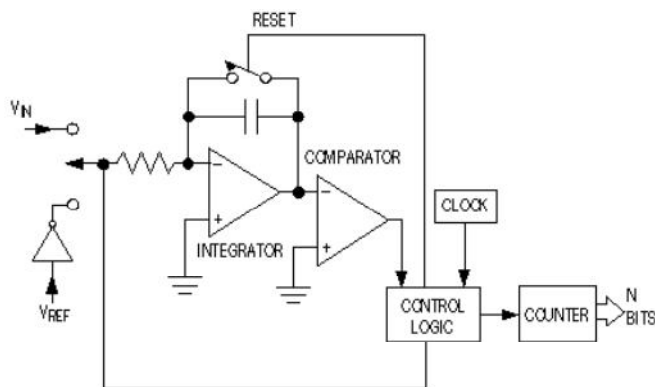 RESET
VIN
COMPARATOR
CLOCK
INTEGRATOR
VREF
CONTROL
LOGIC
COUNTER
N
BITS